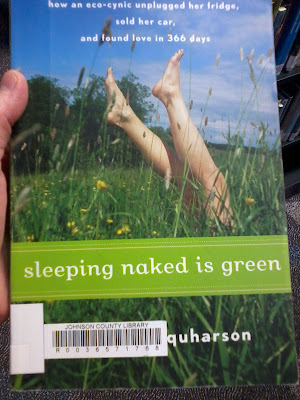 how an eco-cynic unplugged her fridge,
sold her car,
and found love in 366 days
sleeping naked is green
JOHNSON COUNTY LIBRARY
quharson